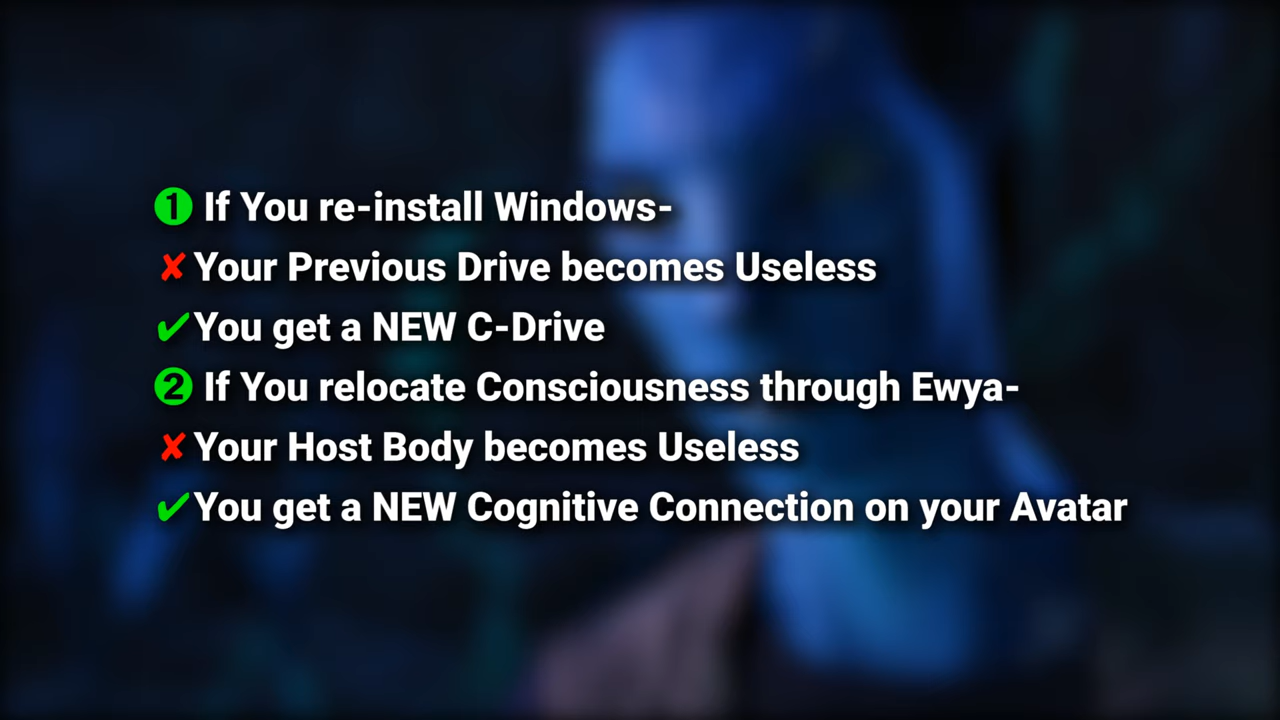 ❶ If You re-install Windows-
✘ Your Previous Drive becomes Useless
✔ You get a NEW C-Drive
❷ If You relocate Consciousness through Ewya-
✘ Your Host Body becomes Useless
✔ You get a NEW Cognitive Connection on your Avatar